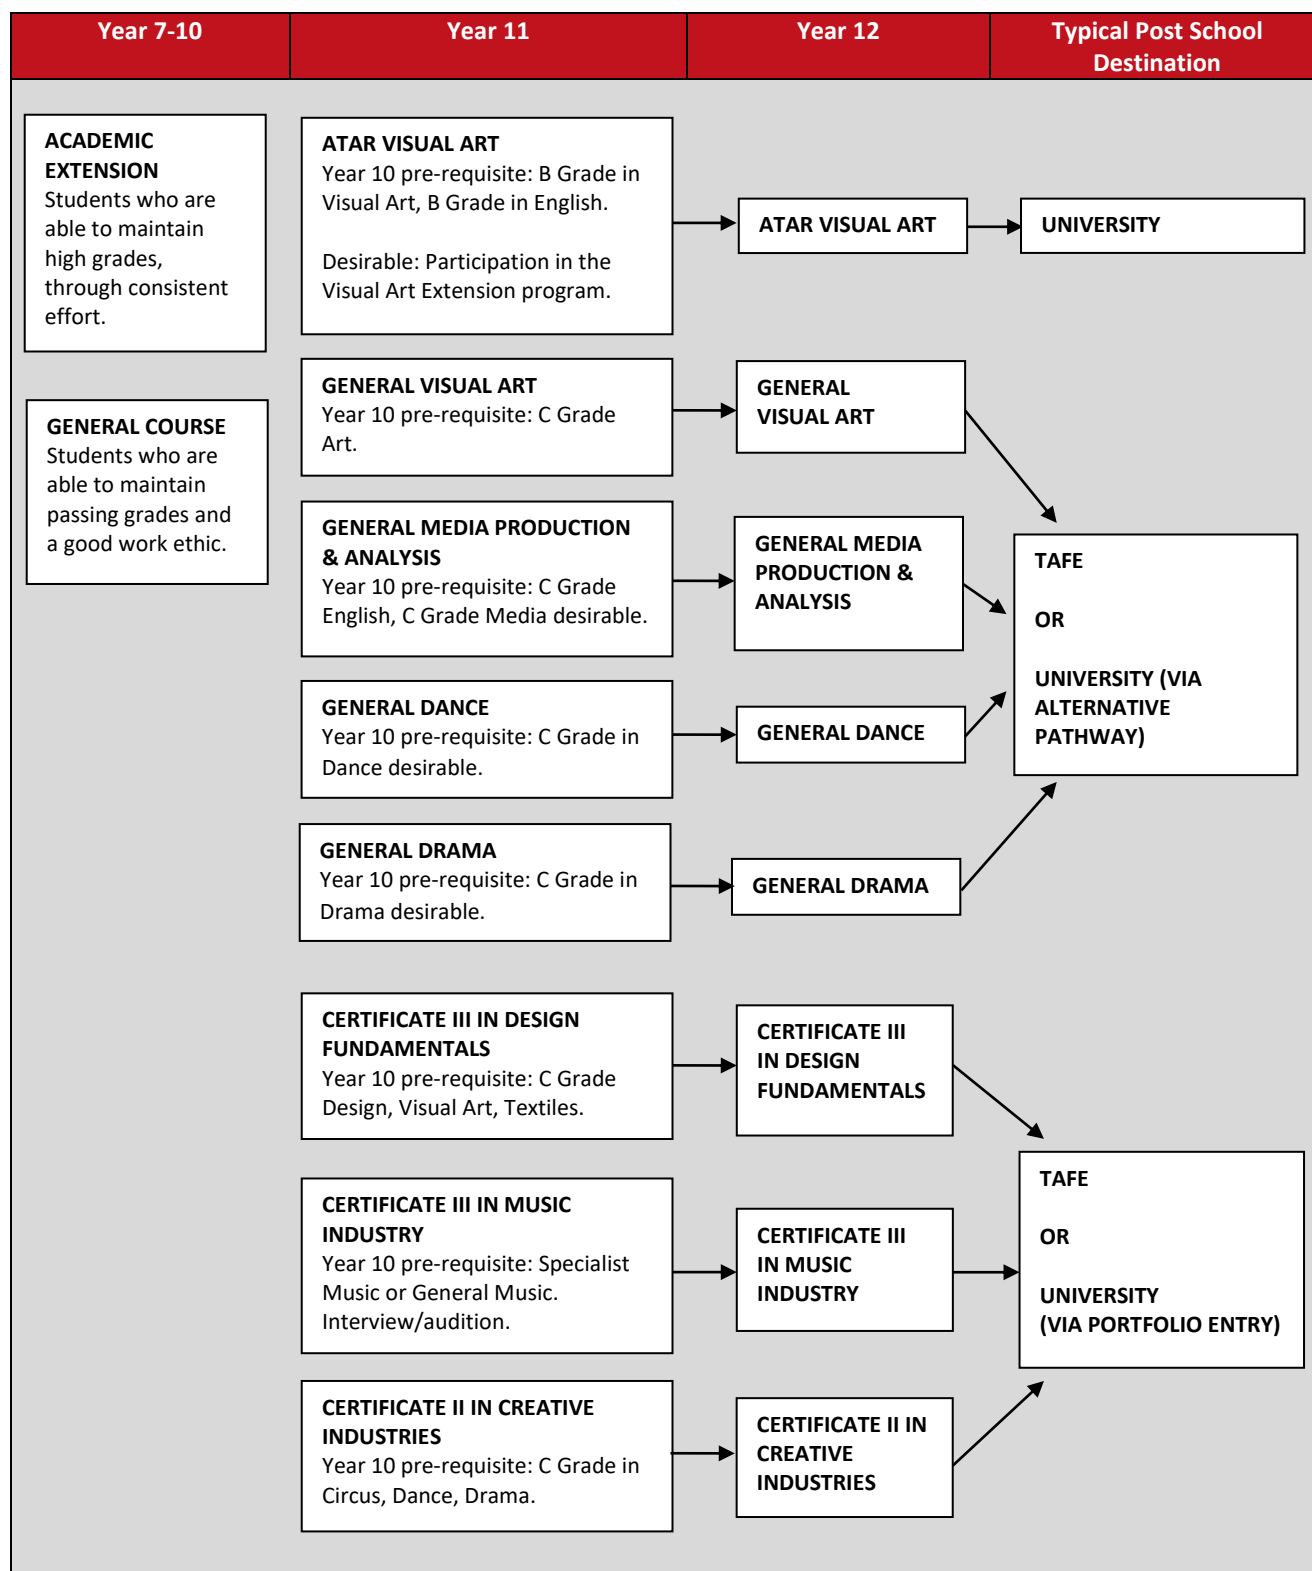 Year 7-10
Year 11
Year 12
Typical Post School
Destination
ACADEMIC
EXTENSION
Students who are
able to maintain
high grades,
through consistent
effort.
GENERAL COURSE
Students who are
able to maintain
passing grades and
a good work ethic.
ATAR VISUAL ART
Year 10 pre-requisite: B Grade in
Visual Art, B Grade in English.
Desirable: Participation in the
Visual Art Extension program.
ATAR VISUAL ART
UNIVERSITY
GENERAL VISUAL ART
Year 10 pre-requisite: C Grade
Art.
GENERAL
VISUAL ART
GENERAL MEDIA PRODUCTION
& ANALYSIS
Year 10 pre-requisite: C Grade
English, C Grade Media desirable.
GENERAL MEDIA
PRODUCTION &
ANALYSIS
GENERAL DANCE
Year 10 pre-requisite: C Grade in
Dance desirable.
GENERAL DANCE
GENERAL DRAMA
Year 10 pre-requisite: C Grade in
Drama desirable.
GENERAL DRAMA
TAFE
OR
UNIVERSITY (VIA
ALTERNATIVE
PATHWAY)
CERTIFICATE III IN DESIGN
FUNDAMENTALS
Year 10 pre-requisite: C Grade
Design, Visual Art, Textiles.
CERTIFICATE III
IN DESIGN
FUNDAMENTALS
CERTIFICATE III IN MUSIC
INDUSTRY
Year 10 pre-requisite: Specialist
Music or General Music.
Interview/audition.
CERTIFICATE III
IN MUSIC
INDUSTRY
CERTIFICATE II IN CREATIVE
INDUSTRIES
Year 10 pre-requisite: C Grade in
Circus, Dance, Drama.
CERTIFICATE II IN
CREATIVE
INDUSTRIES
TAFE
OR
UNIVERSITY
(VIA PORTFOLIO ENTRY)